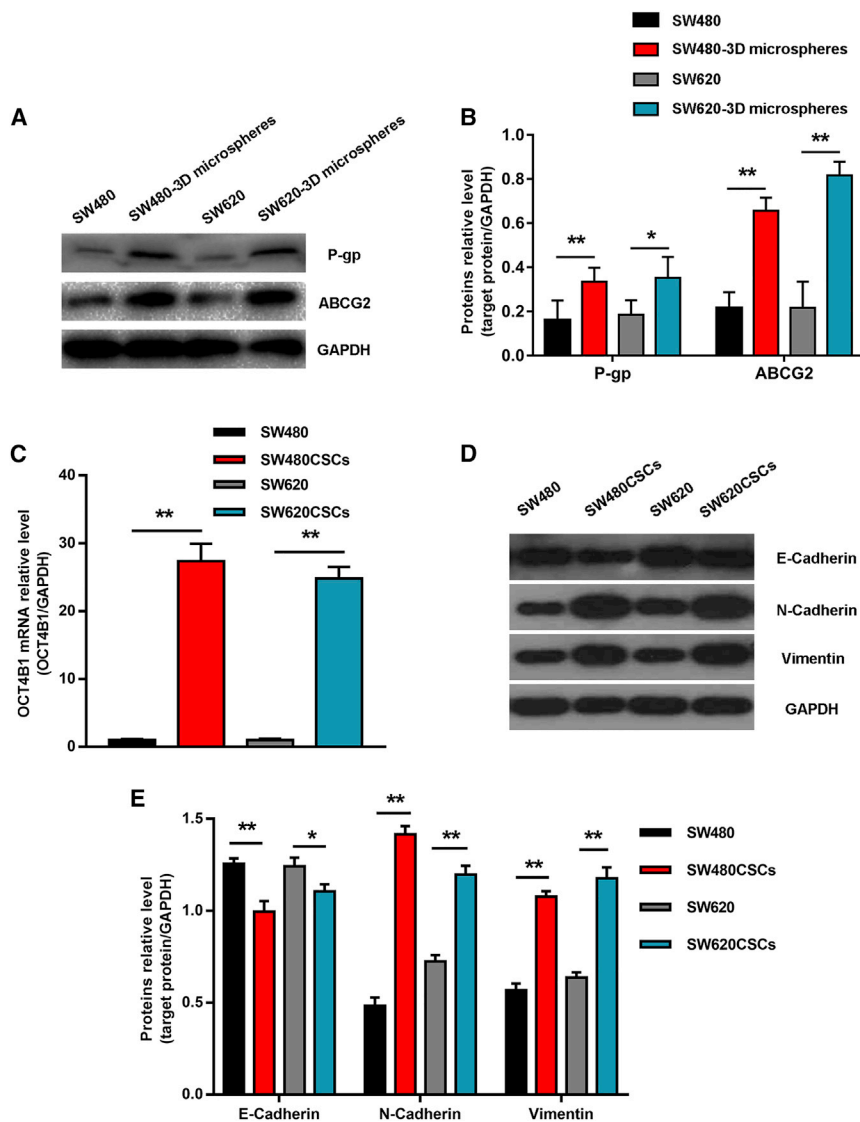 SW480
SW480-3D microspheres
SW620
SW620-3D microspheres
A
SW480
SW480-3D microspheres
SW620
SW620-3D microspheres
P-gp
ABCG2
GAPDH
B
Proteins relative level
(target protein/GAPDH)
1.0
0.8
0.6
0.4
0.2
0.0
**
*
**
**
P-gp
ABCG2
C
SW480
SW480CSCs
SW620
SW620CSCs
OCT4B1 mRNA relative level
(OCT4B1/GAPDH)
40
30
20
10
0
**
**
D
SW480
SW480CSCs
SW620
SW620CSCs
E-Cadherin
N-Cadherin
Vimentin
GAPDH
E
Proteins relative level
(target protein/GAPDH)
1.5
1.0
0.5
0.0
**
*
**
**
**
**
E-Cadherin
N-Cadherin
Vimentin
SW480
SW480CSCs
SW620
SW620CSCs